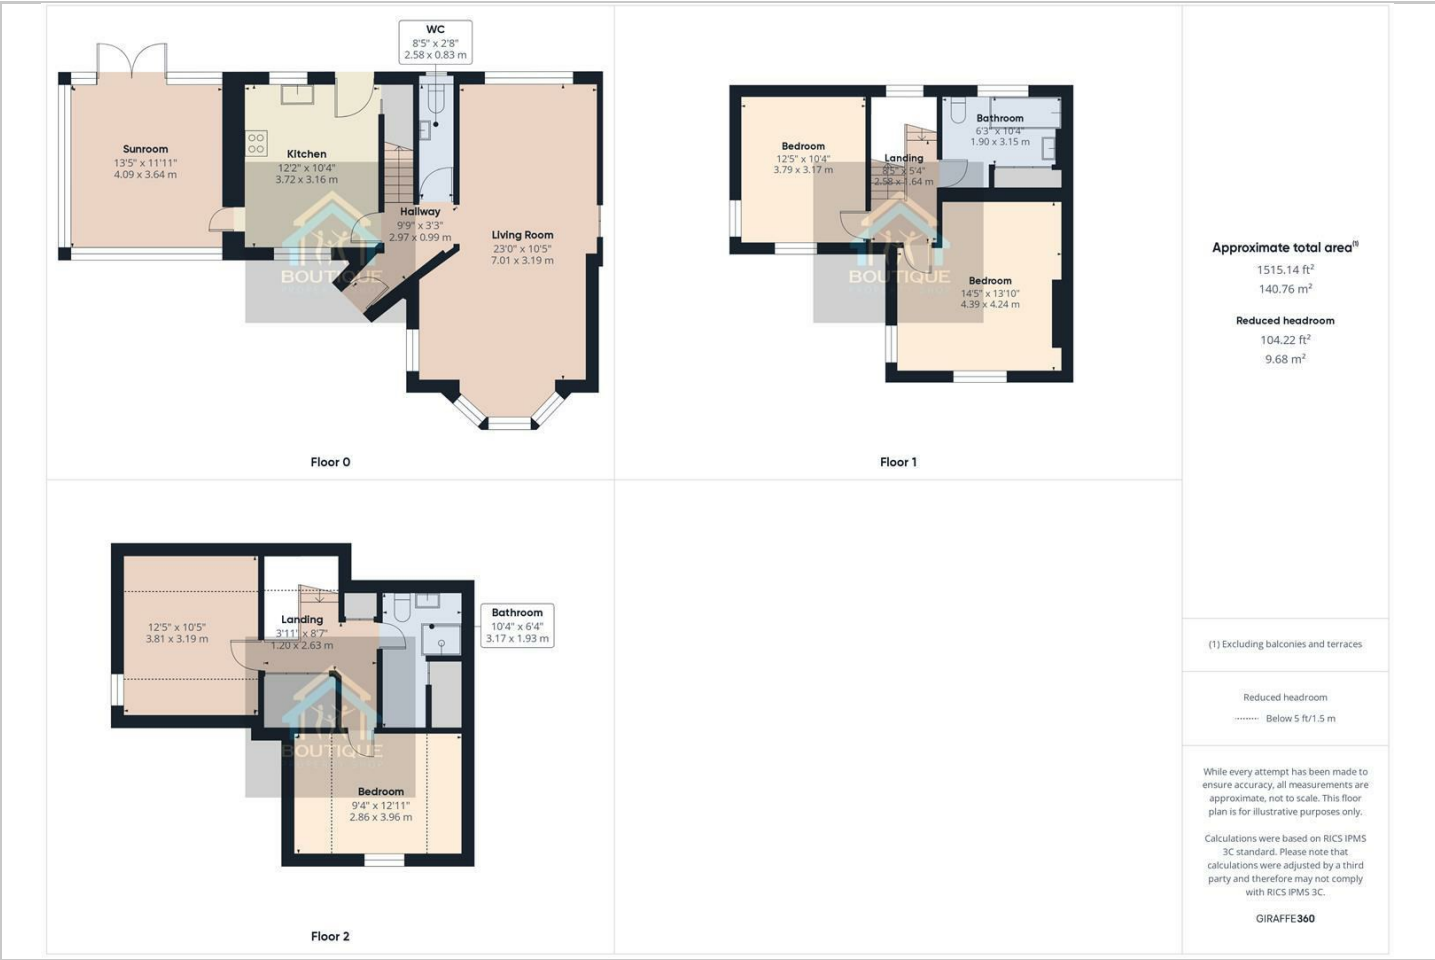 WC
8'5" x 2'8"
2.58 x 0.83 m
Sunroom
13'5" x 11'11"
4.09 x 3.64 m
Kitchen
12'2" x 10'4"
3.72 x 3.16 m
Hallway
9'9" x 3'3"
2.97 x 0.99 m
Living Room
23'0" x 10'5"
7.01 x 3.19 m
BOUTIQUE
Floor 0
Bedroom
12'5" x 10'4"
3.79 x 3.17 m
Landing
8'5" x 5'4"
2.58 x 1.64 m
Bathroom
6'3" x 10'4"
1.90 x 3.15 m
Bedroom
14'5" x 13'10"
4.39 x 4.24 m
BOUTIQUE
Floor 1
12'5" x 10'5"
3.81 x 3.19 m
Landing
3'11" x 8'7"
1.20 x 2.63 m
Bathroom
10'4" x 6'4"
3.17 x 1.93 m
BOUTIQUE
Bedroom
9'4" x 12'11"
2.86 x 3.96 m
Floor 2
Approximate total area(1)
1515.14 ft²
140.76 m²
Reduced headroom
104.22 ft²
9.68 m²
(1) Excluding balconies and terraces
Reduced headroom
Below 5 ft/1.5 m
While every attempt has been made to
ensure accuracy, all measurements are
approximate, not to scale. This floor
plan is for illustrative purposes only.
Calculations were based on RICS IPMS
3C standard. Please note that
calculations were adjusted by a third
party and therefore may not comply
with RICS IPMS 3C.
GIRAFFE360